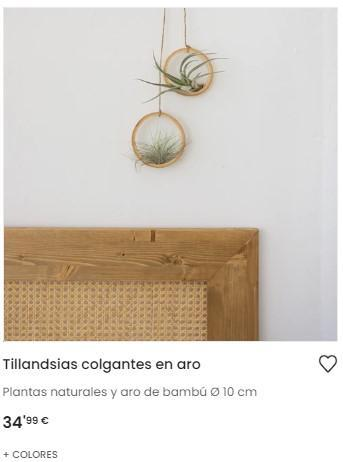 Tillandsias colgantes en aro
Plantas naturales y aro de bambú Ø 10 cm
34'99 €
+ COLORES